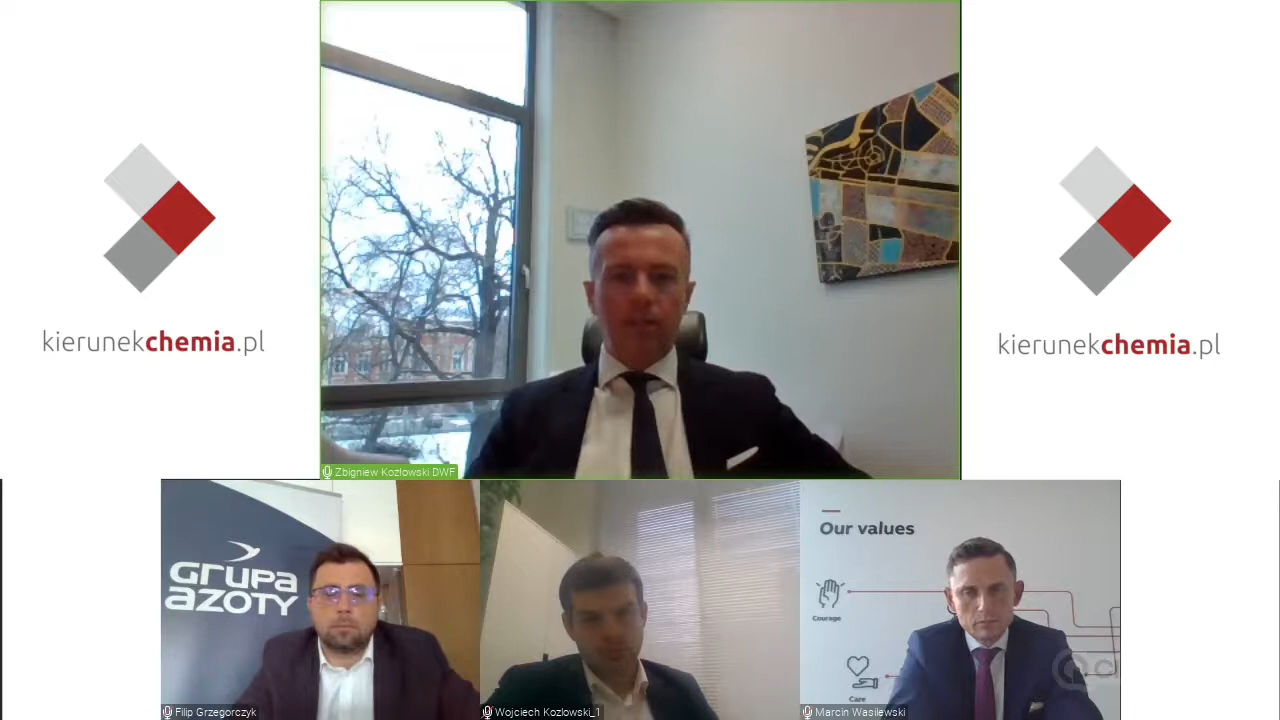 kierunekchemia.pl
kierunekchemia.pl
Zbigniew Kozlowski DWF
GRUPA
AZOTY
Our values
Courage
Care
Filip Grzegorczyk
Wojciech Kozlowski_1
Marcin Wasilewski